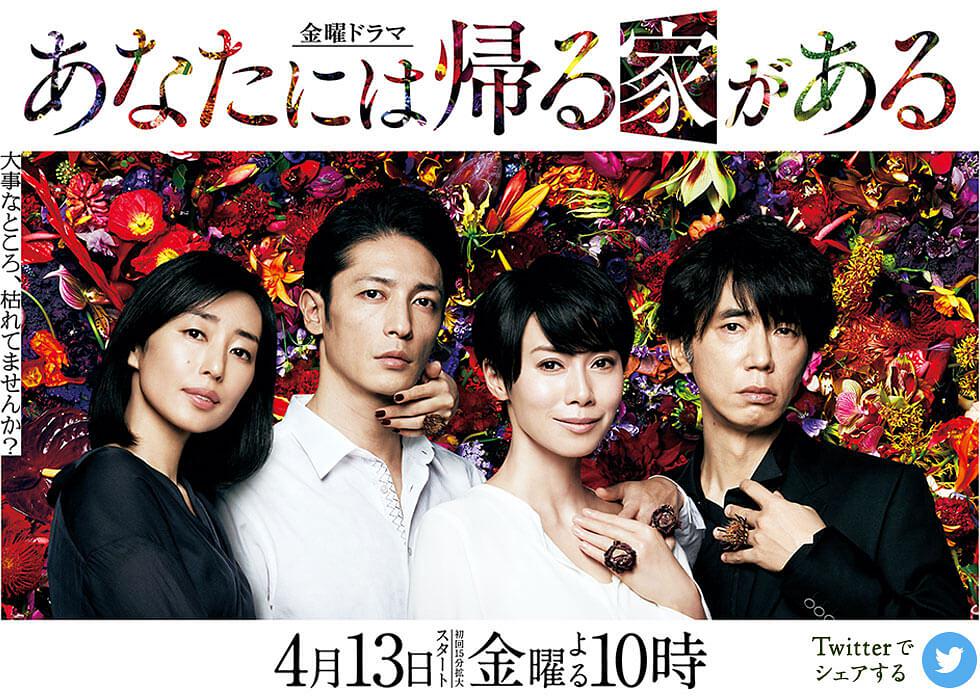 金曜ドラマ
あなたには帰る家がある
大事なところ、枯れてませんか?
4月13日
スタート
初回15分拡大
金曜よる10時
Twitterで
シェアする